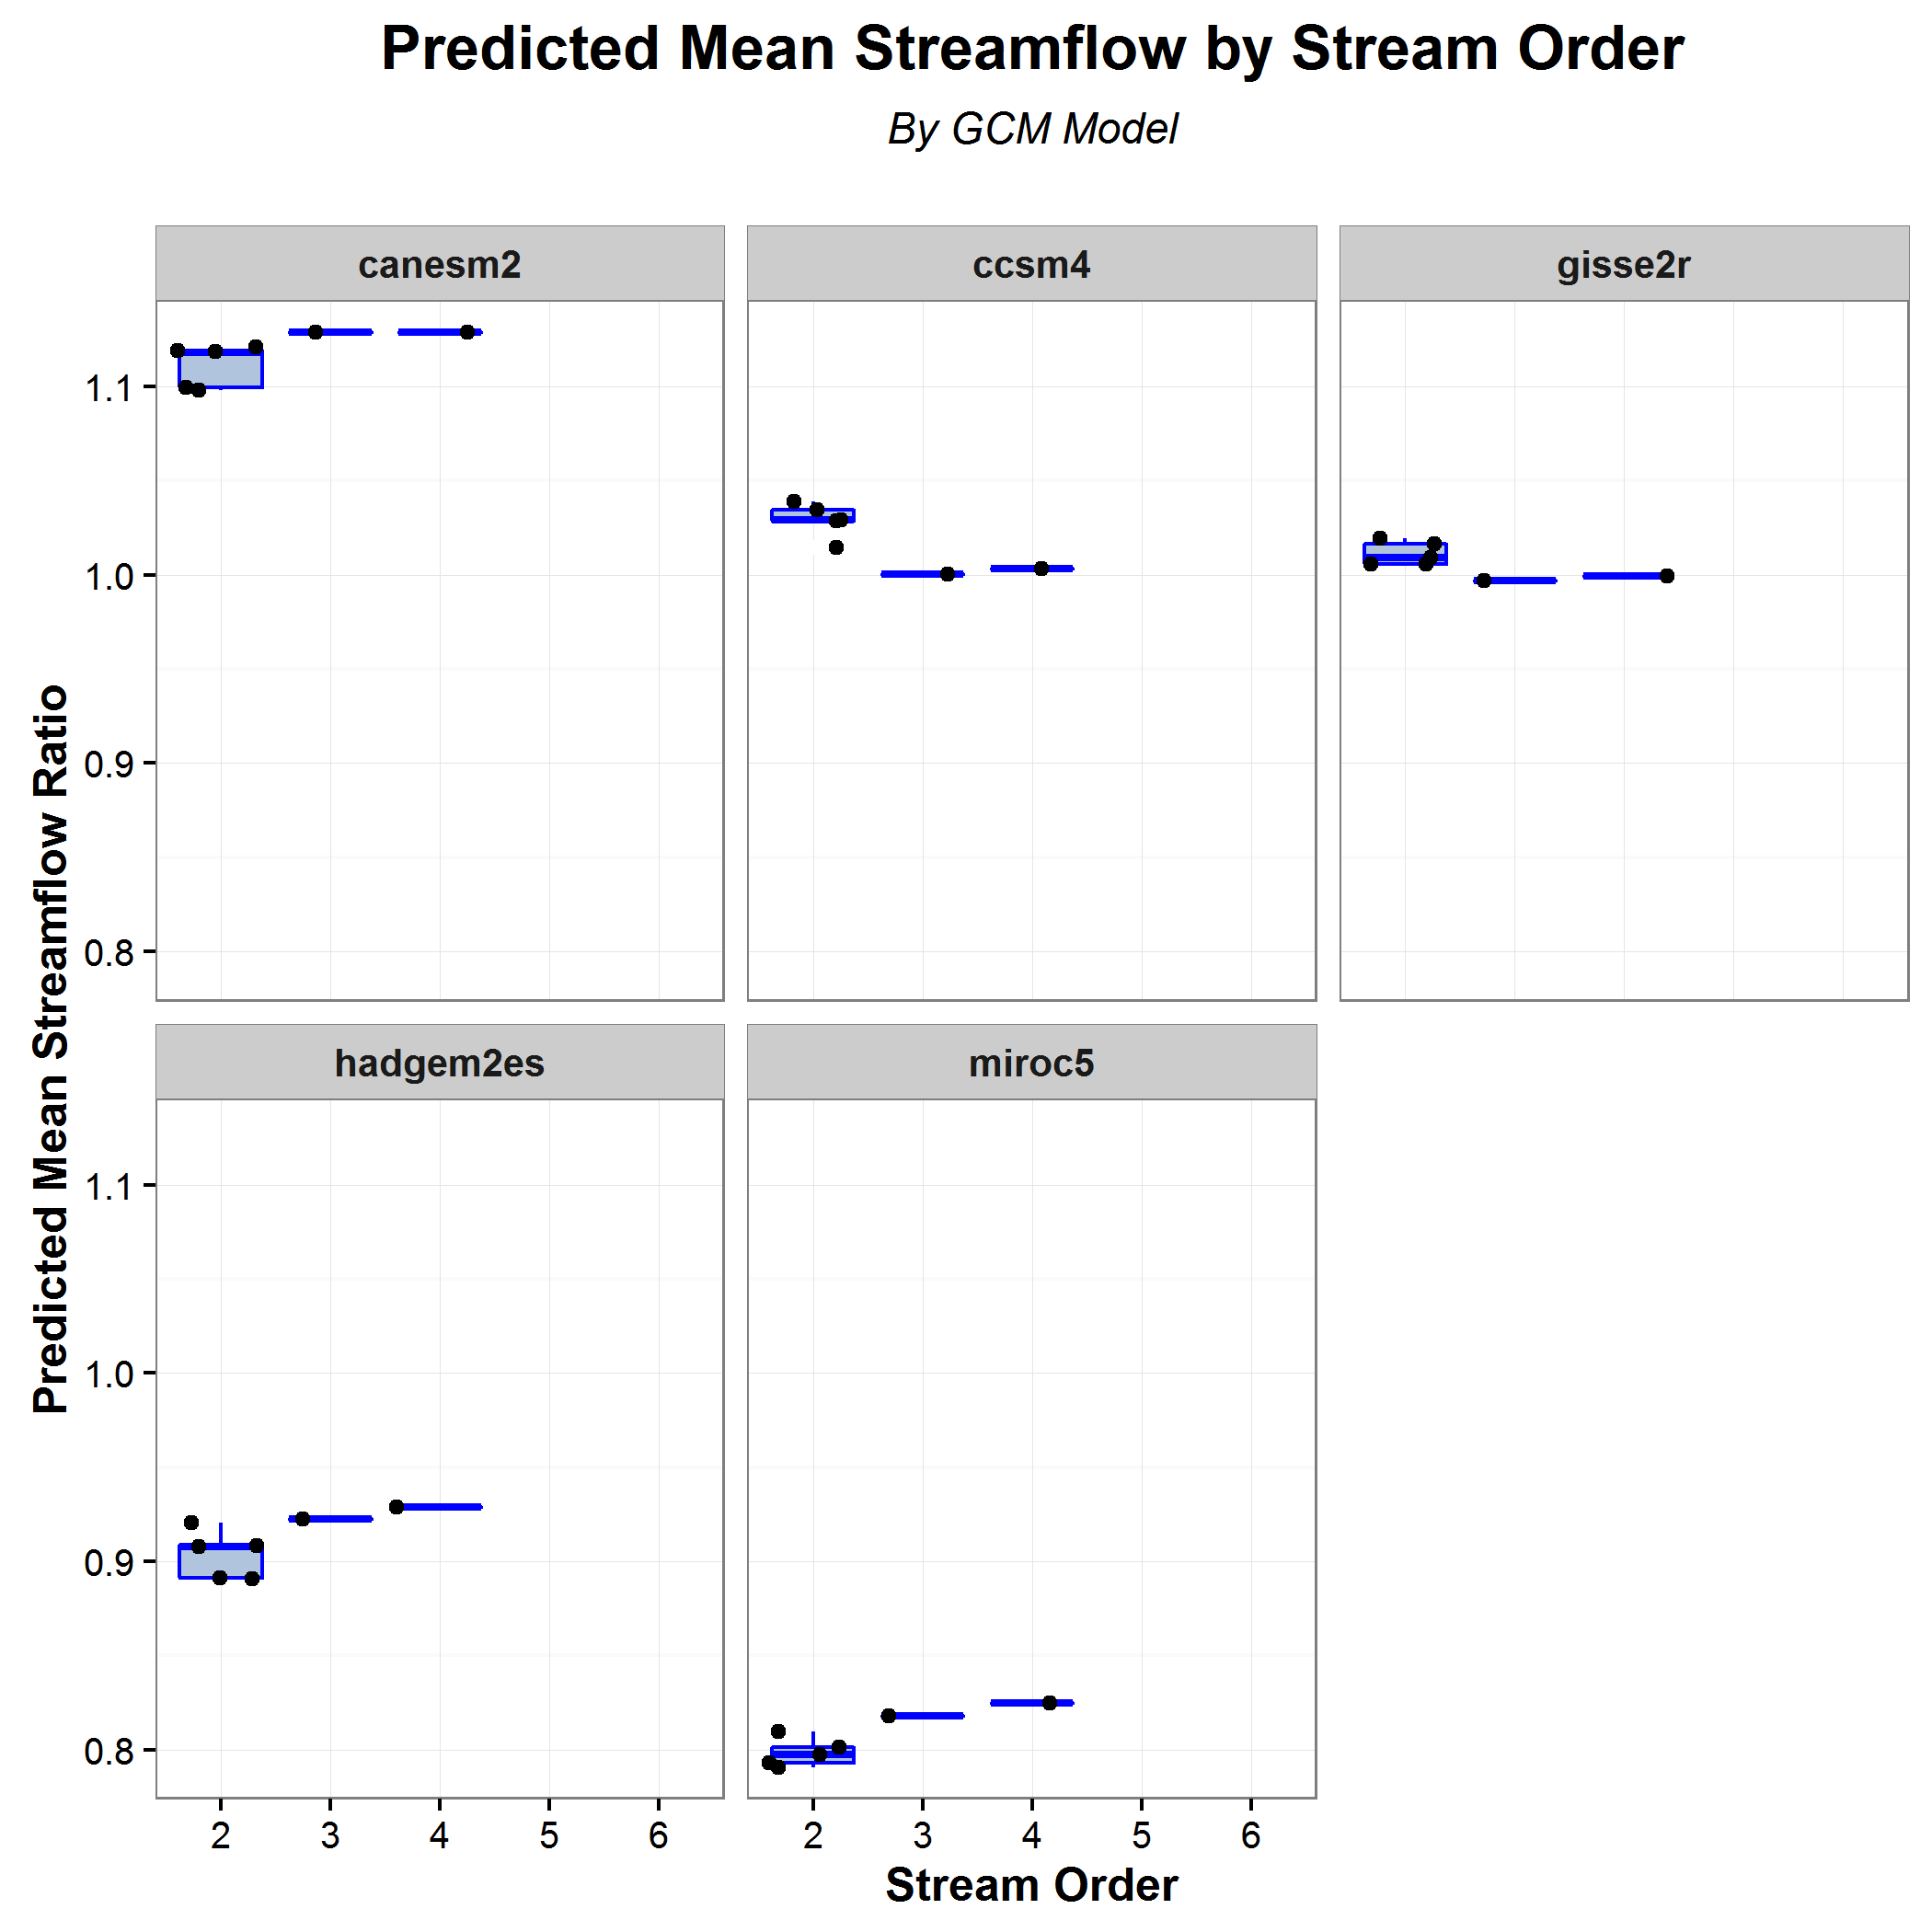 Predicted Mean Streamflow by Stream Order
By GCM Model
canesm2
ccsm4
gisse2r
1.1
1.0
0.9
0.8
Predicted Mean Streamflow Ratio
hadgem2es
miroc5
1.1
1.0
0.9
0.8
2 3 4 5 6
2 3 4 5 6
Stream Order